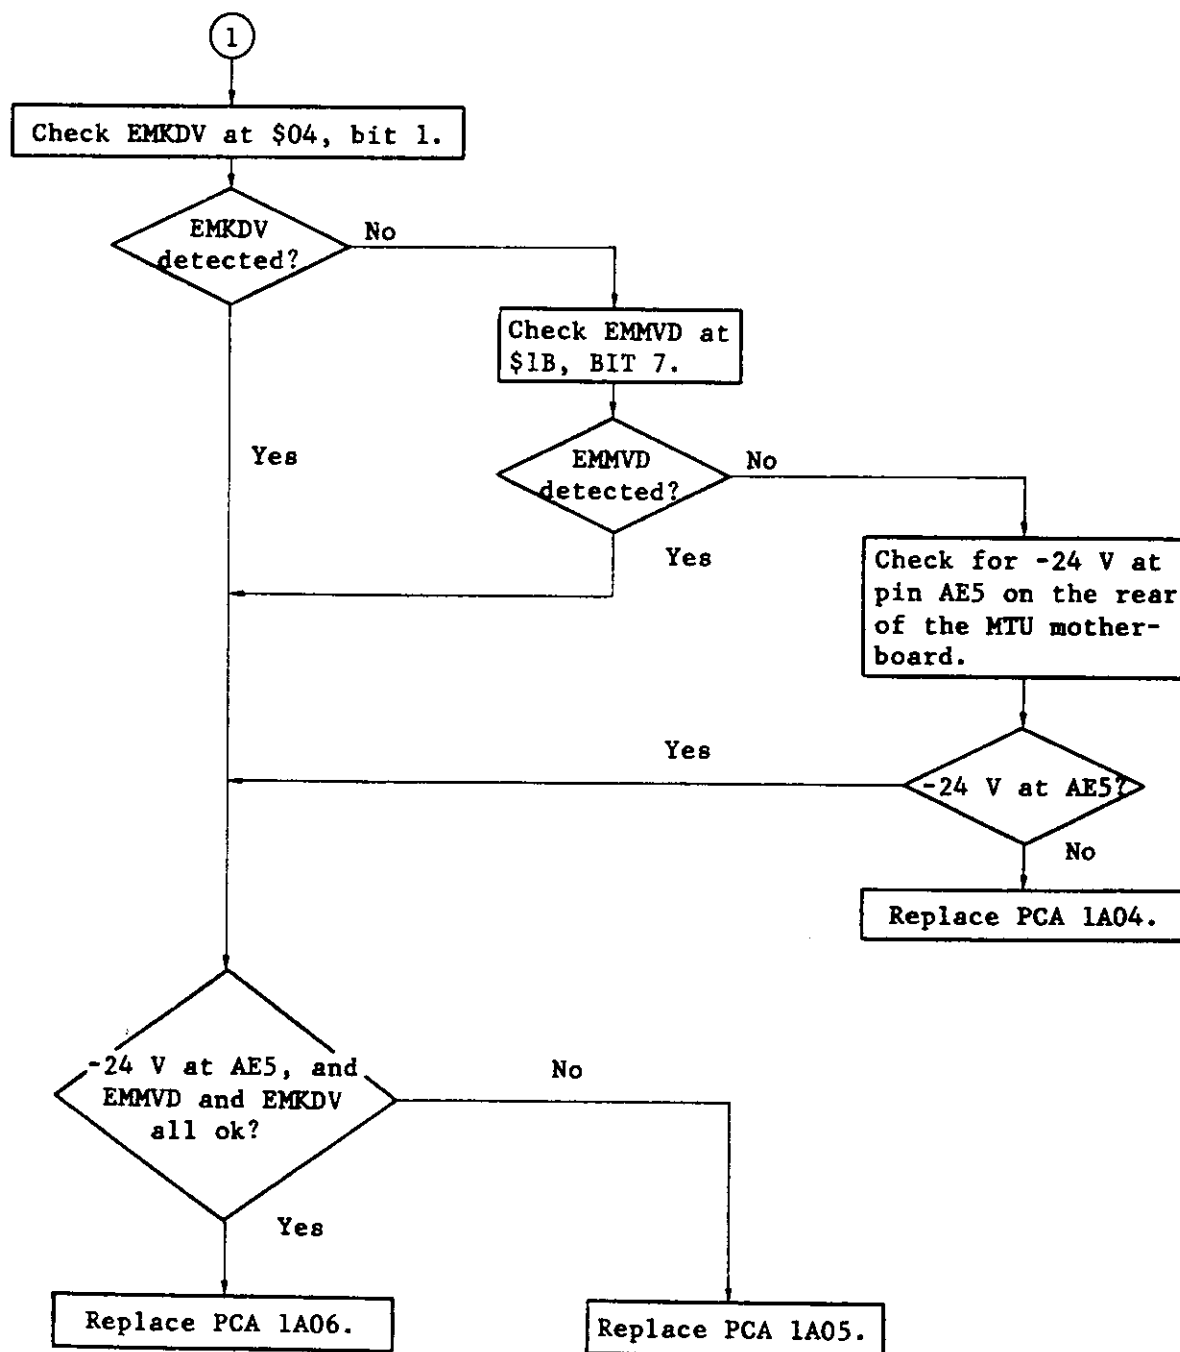 1
Check EMKDV at $04, bit 1.
EMKDV
detected?
No
Check EMMVD at
$1B, BIT 7.
Yes
EMMVD
detected?
No
Yes
Check for -24 V at
pin AE5 on the rear
of the MTU mother-
board.
Yes
-24 V at AE5?
No
Replace PCA 1A04.
-24 V at AE5, and
EMMVD and EMKDV
all ok?
No
Yes
Replace PCA 1A06.
Replace PCA 1A05.